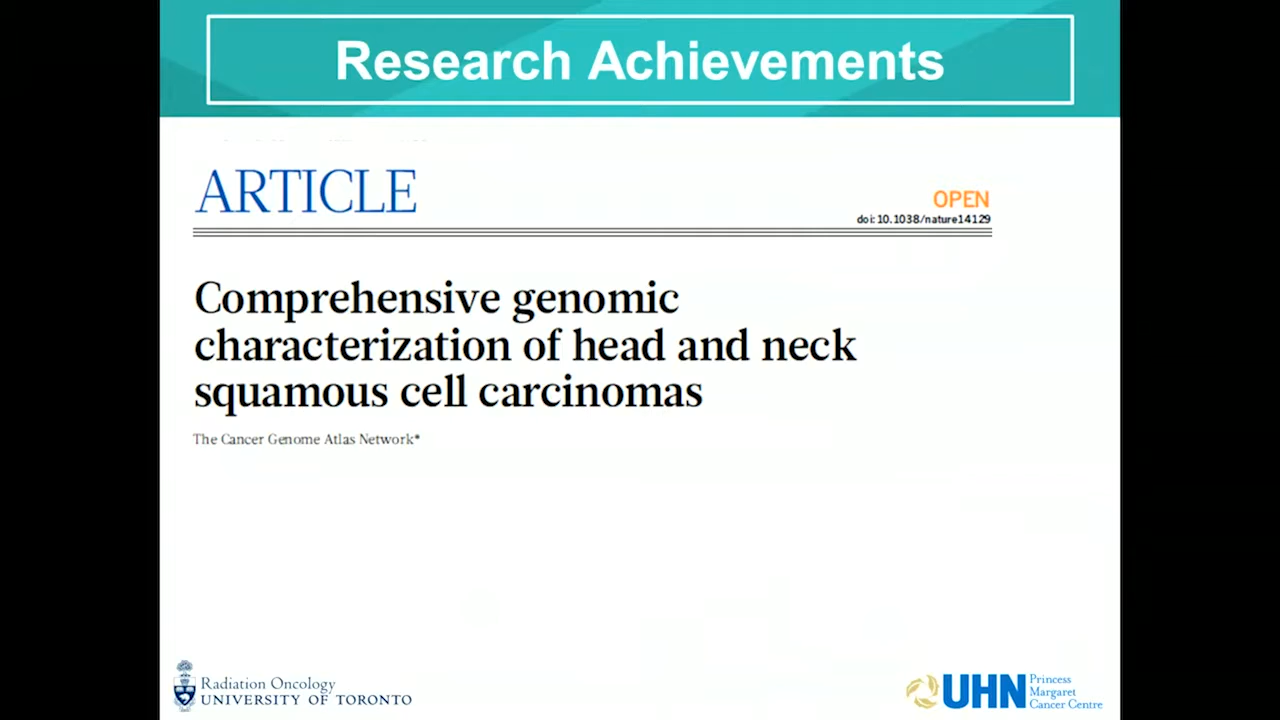 Research Achievements
ARTICLE
OPEN
doi:10.1038/nature14129
Comprehensive genomic
characterization of head and neck
squamous cell carcinomas
The Cancer Genome Atlas Network*
Radiation Oncology
UNIVERSITY OF TORONTO
UHN
Princess
Margaret
Cancer Centre